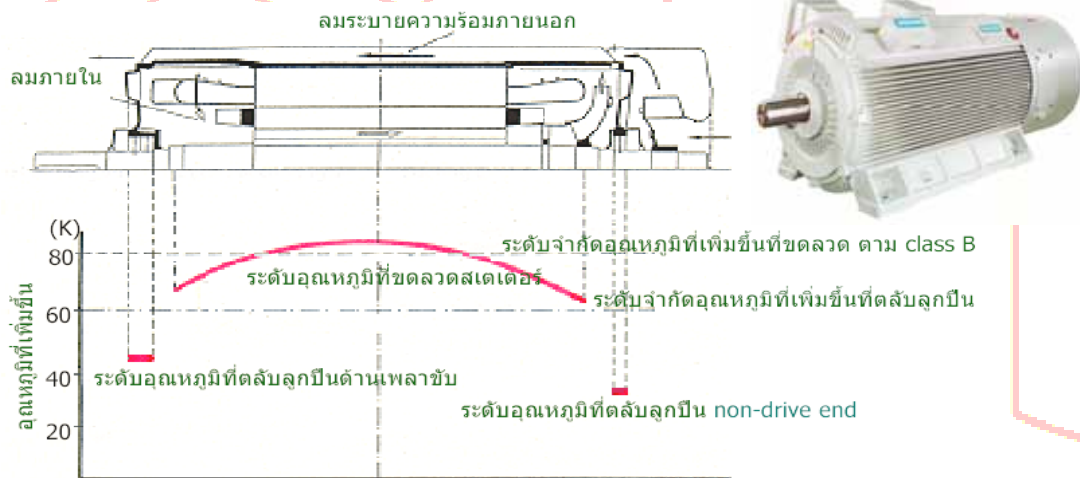 ลมระบายความร้อมภายนอก
ลมภายใน
(K)
ระดับจำกัดอุณหภูมิที่เพิ่มขึ้นที่ขดลวด ตาม class B
80
ระดับอุณหภูมิที่ขดลวดสเตเตอร์
ระดับจำกัดอุณหภูมิที่เพิ่มขึ้นที่ตลับลูกปืน
60
อุณหภูมิที่เพิ่มขึ้น
40
ระดับอุณหภูมิที่ตลับลูกปืนด้านเพลาขับ
ระดับอุณหภูมิที่ตลับลูกปืน non-drive end
20